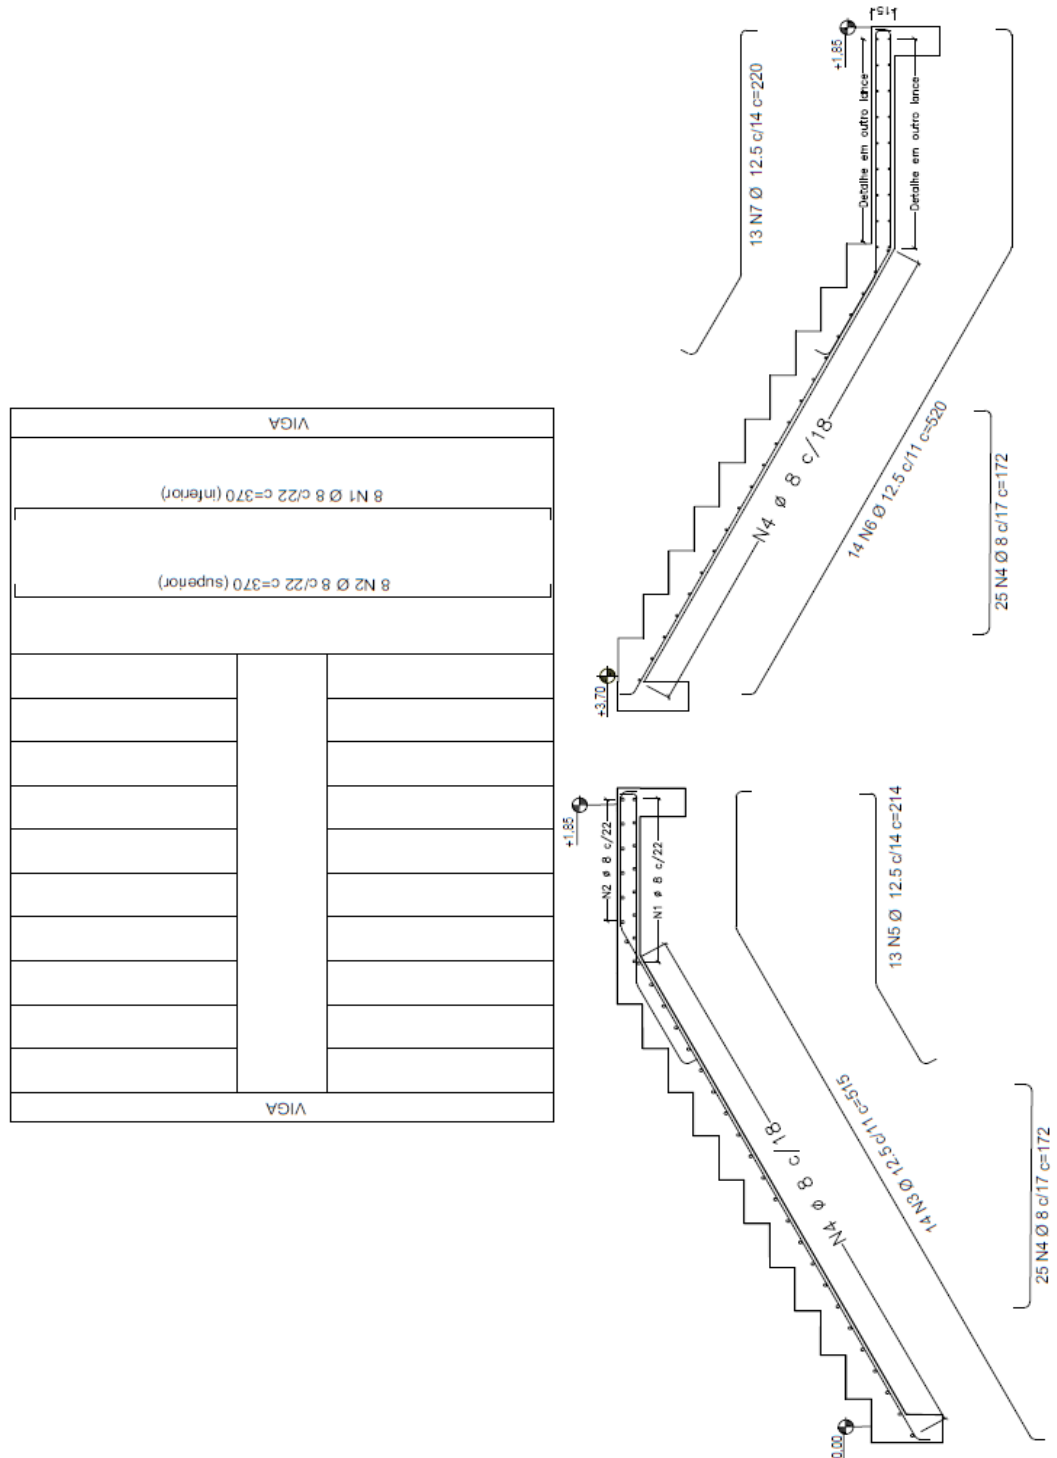 VIGA
8 N1 Ø 8 c/22 c=370 (inferior)
8 N2 Ø 8 c/22 c=370 (superior)
VIGA
13 N7 Ø 12.5 c/14 c=220
+1,85
15
Detalhe em outro lance
Detalhe em outro lance
N4 ø 8 c/18
14 N6 Ø 12.5 c/11 c=520
25 N4 Ø 8 c/17 c=172
+3,70
+1,85
N2 ø 8 c/22
N1 ø 8 c/22
13 N5 Ø 12.5 c/14 c=214
N4 ø 8 c/18
14 N3 Ø 12.5 c/11 c=515
25 N4 Ø 8 c/17 c=172
0,00